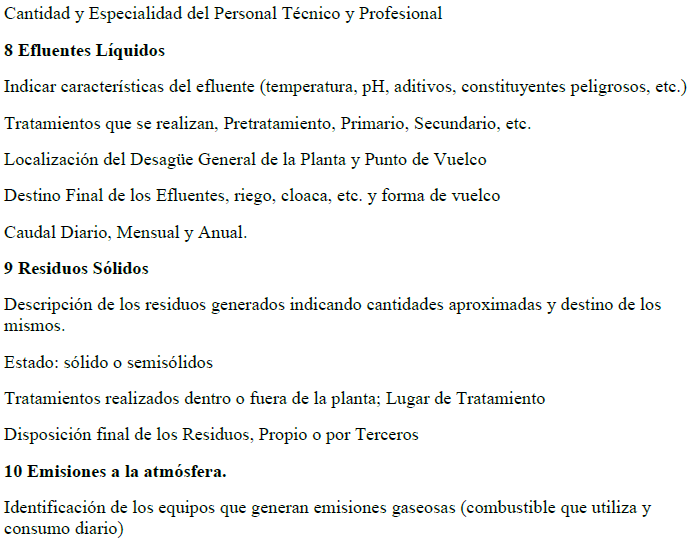 Cantidad y Especialidad del Personal Técnico y Profesional
8 Efluentes Líquidos
Indicar características del efluente (temperatura, pH, aditivos, constituyentes peligrosos, etc.)
Tratamientos que se realizan, Pretratamiento, Primario, Secundario, etc.
Localización del Desagüe General de la Planta y Punto de Vuelco
Destino Final de los Efluentes, riego, cloaca, etc. y forma de vuelco
Caudal Diario, Mensual y Anual.
9 Residuos Sólidos
Descripción de los residuos generados indicando cantidades aproximadas y destino de los
mismos.
Estado: sólido o semisólidos
Tratamientos realizados dentro o fuera de la planta; Lugar de Tratamiento
Disposición final de los Residuos, Propio o por Terceros
10 Emisiones a la atmósfera.
Identificación de los equipos que generan emisiones gaseosas (combustible que utiliza y
consumo diario)